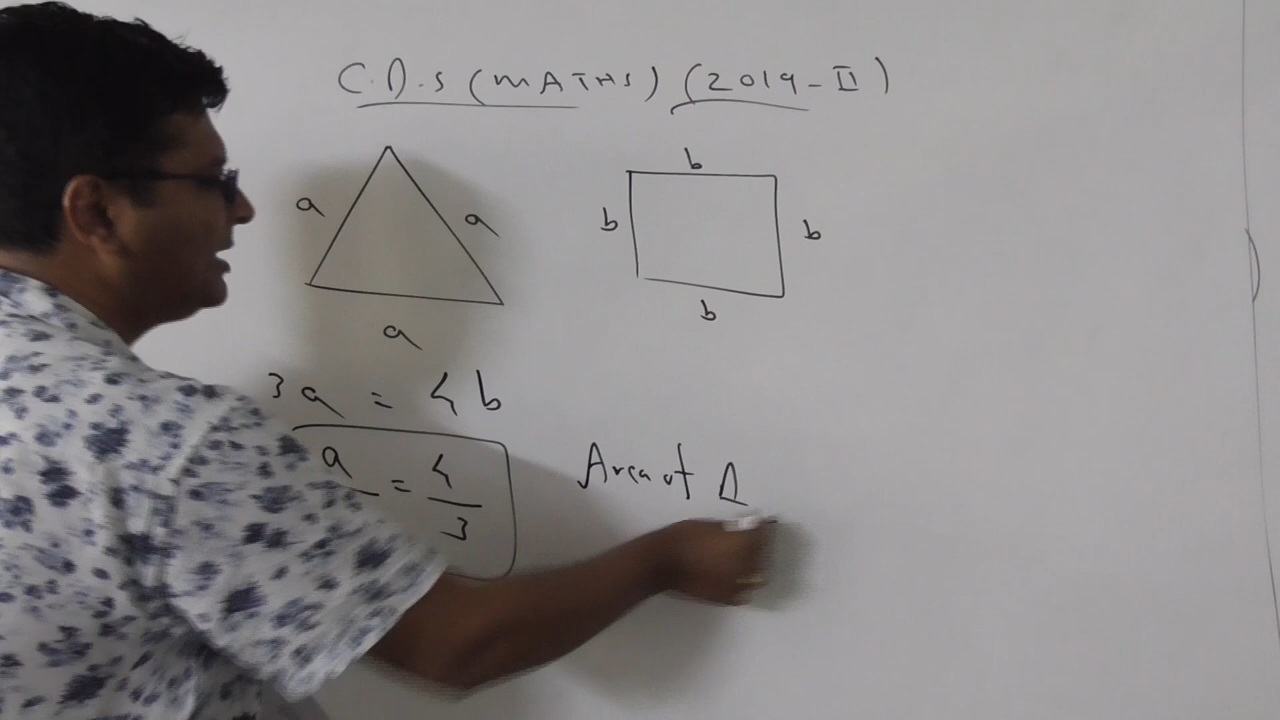 C.D.S (MATHS) (2019-II)
a a
a
b
b b
b
3a = 4b
a = 4
3
Area of Δ